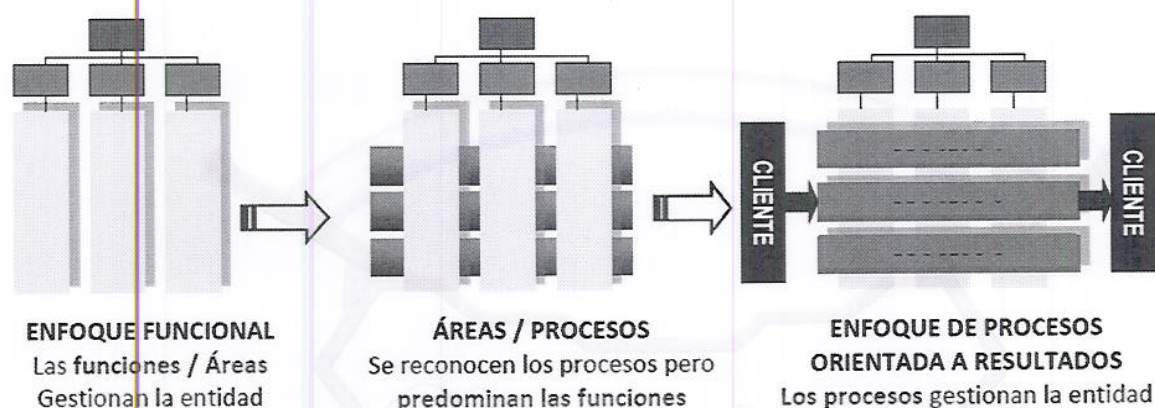 CLIENTE
CLIENTE
ENFOQUE FUNCIONAL
Las funciones / Áreas
Gestionan la entidad
ÁREAS / PROCESOS
Se reconocen los procesos pero
predominan las funciones
ENFOQUE DE PROCESOS
ORIENTADA A RESULTADOS
Los procesos gestionan la entidad